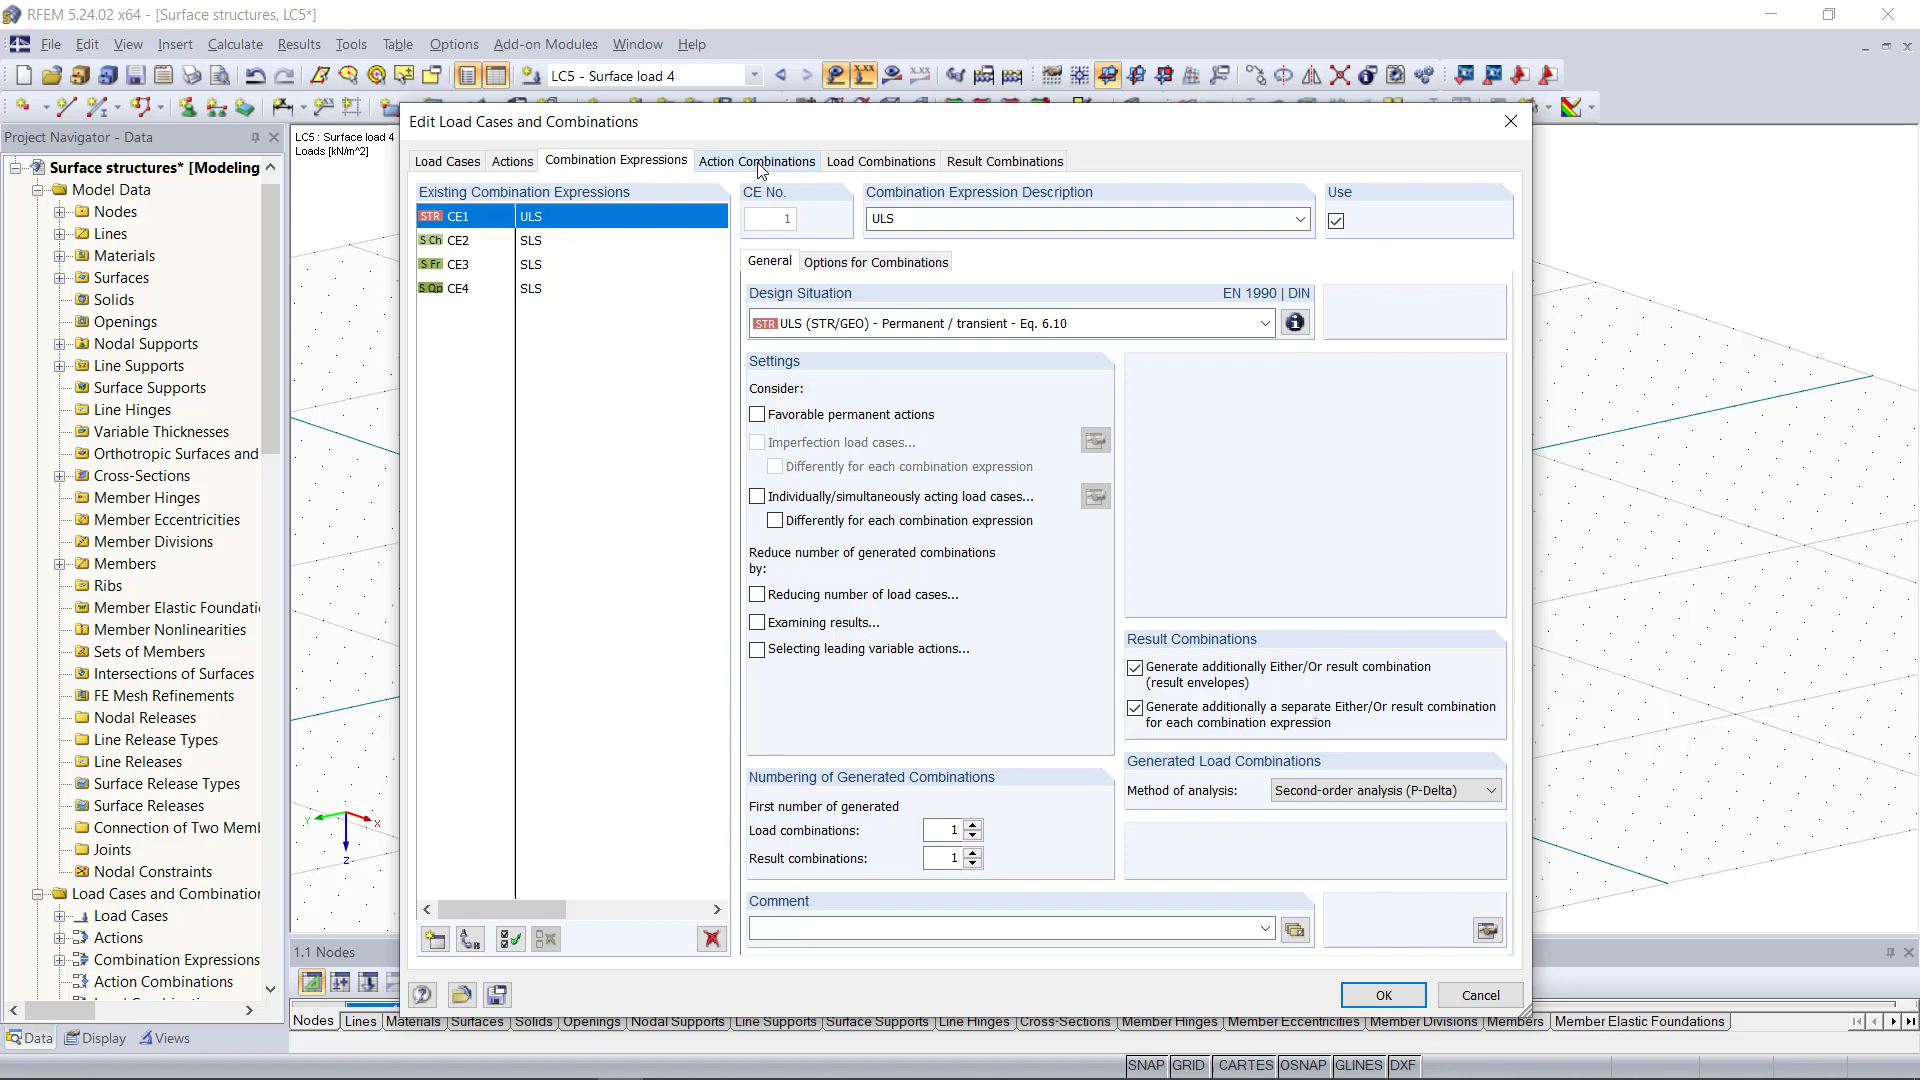 RFEM 5.24.02 x64 - [Surface structures, LC5*]
File Edit View Insert Calculate Results Tools Table Options Add-on Modules Window Help
LC5 - Surface load 4
Project Navigator - Data
Surface structures* [Modeling
Model Data
Nodes
Lines
Materials
Surfaces
Solids
Openings
Nodal Supports
Line Supports
Surface Supports
Line Hinges
Variable Thicknesses
Orthotropic Surfaces and
Cross-Sections
Member Hinges
Member Eccentricities
Member Divisions
Members
Ribs
Member Elastic Foundati
Member Nonlinearities
Sets of Members
Intersections of Surfaces
FE Mesh Refinements
Nodal Releases
Line Release Types
Line Releases
Surface Release Types
Surface Releases
Connection of Two Memb
Joints
Nodal Constraints
Load Cases and Combination
Load Cases
Actions
Combination Expressions
Action Combinations
Data Display Views
LC5 : Surface load 4
Loads [kN/m^2]
Y X
Z
Edit Load Cases and Combinations
Load Cases Actions Combination Expressions Action Combinations Load Combinations Result Combinations
Existing Combination Expressions
STR CE1 ULS
S Ch CE2 SLS
S Fr CE3 SLS
S Qp CE4 SLS
CE No.
1
Combination Expression Description
ULS
Use
General Options for Combinations
Design Situation EN 1990 | DIN
STR ULS (STR/GEO) - Permanent / transient - Eq. 6.10
Settings
Consider:
Favorable permanent actions
Imperfection load cases...
Differently for each combination expression
Individually/simultaneously acting load cases...
Differently for each combination expression
Reduce number of generated combinations
by:
Reducing number of load cases...
Examining results...
Selecting leading variable actions...
Result Combinations
Generate additionally Either/Or result combination
(result envelopes)
Generate additionally a separate Either/Or result combination
for each combination expression
Numbering of Generated Combinations
First number of generated
Load combinations: 1
Result combinations: 1
Generated Load Combinations
Method of analysis: Second-order analysis (P-Delta)
Comment
OK Cancel
1.1 Nodes
Nodes Lines Materials Surfaces Solids Openings Nodal Supports Line Supports Surface Supports Line Hinges Cross-Sections Member Hinges Member Eccentricities Member Divisions Members Member Elastic Foundations
SNAP GRID CARTES OSNAP GLINES DXF